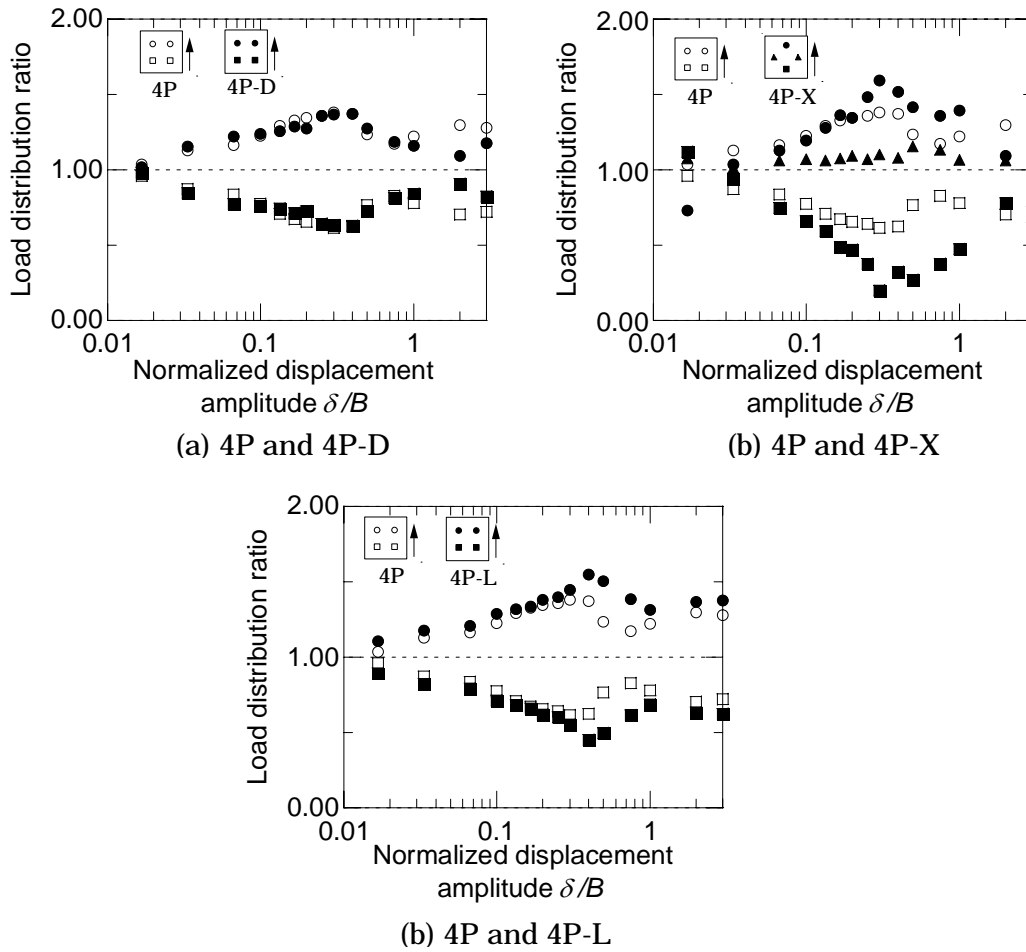 2.00
1.00
0.00
Load distribution ratio
4P
4P-D
0.01
0.1
1
Normalized displacement
amplitude δ/B
(a) 4P and 4P-D
2.00
1.00
0.00
Load distribution ratio
4P
4P-X
0.01
0.1
1
Normalized displacement
amplitude δ/B
(b) 4P and 4P-X
2.00
1.00
0.00
Load distribution ratio
4P
4P-L
0.01
0.1
1
Normalized displacement
amplitude δ/B
(b) 4P and 4P-L